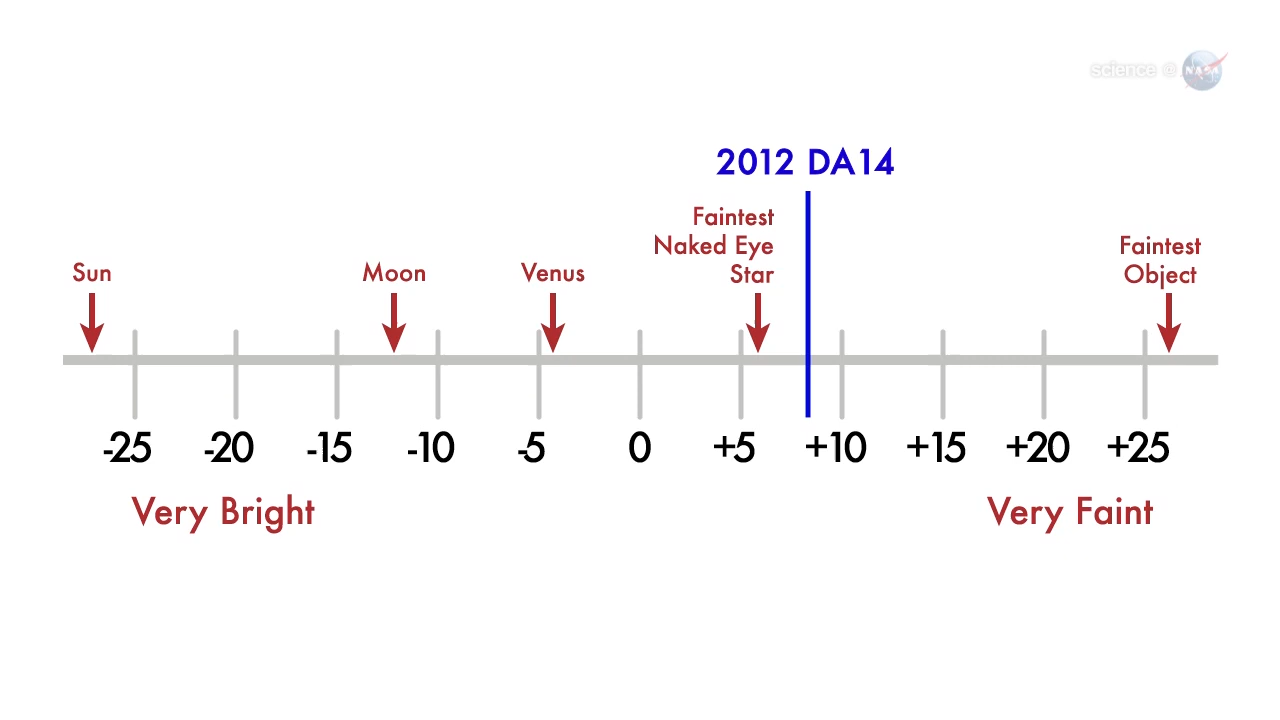 science @ NASA
2012 DA14
Faintest
Naked Eye
Star
Faintest
Object
Sun
Moon
Venus
-25 -20 -15 -10 -5 0 +5 +10 +15 +20 +25
Very Bright
Very Faint